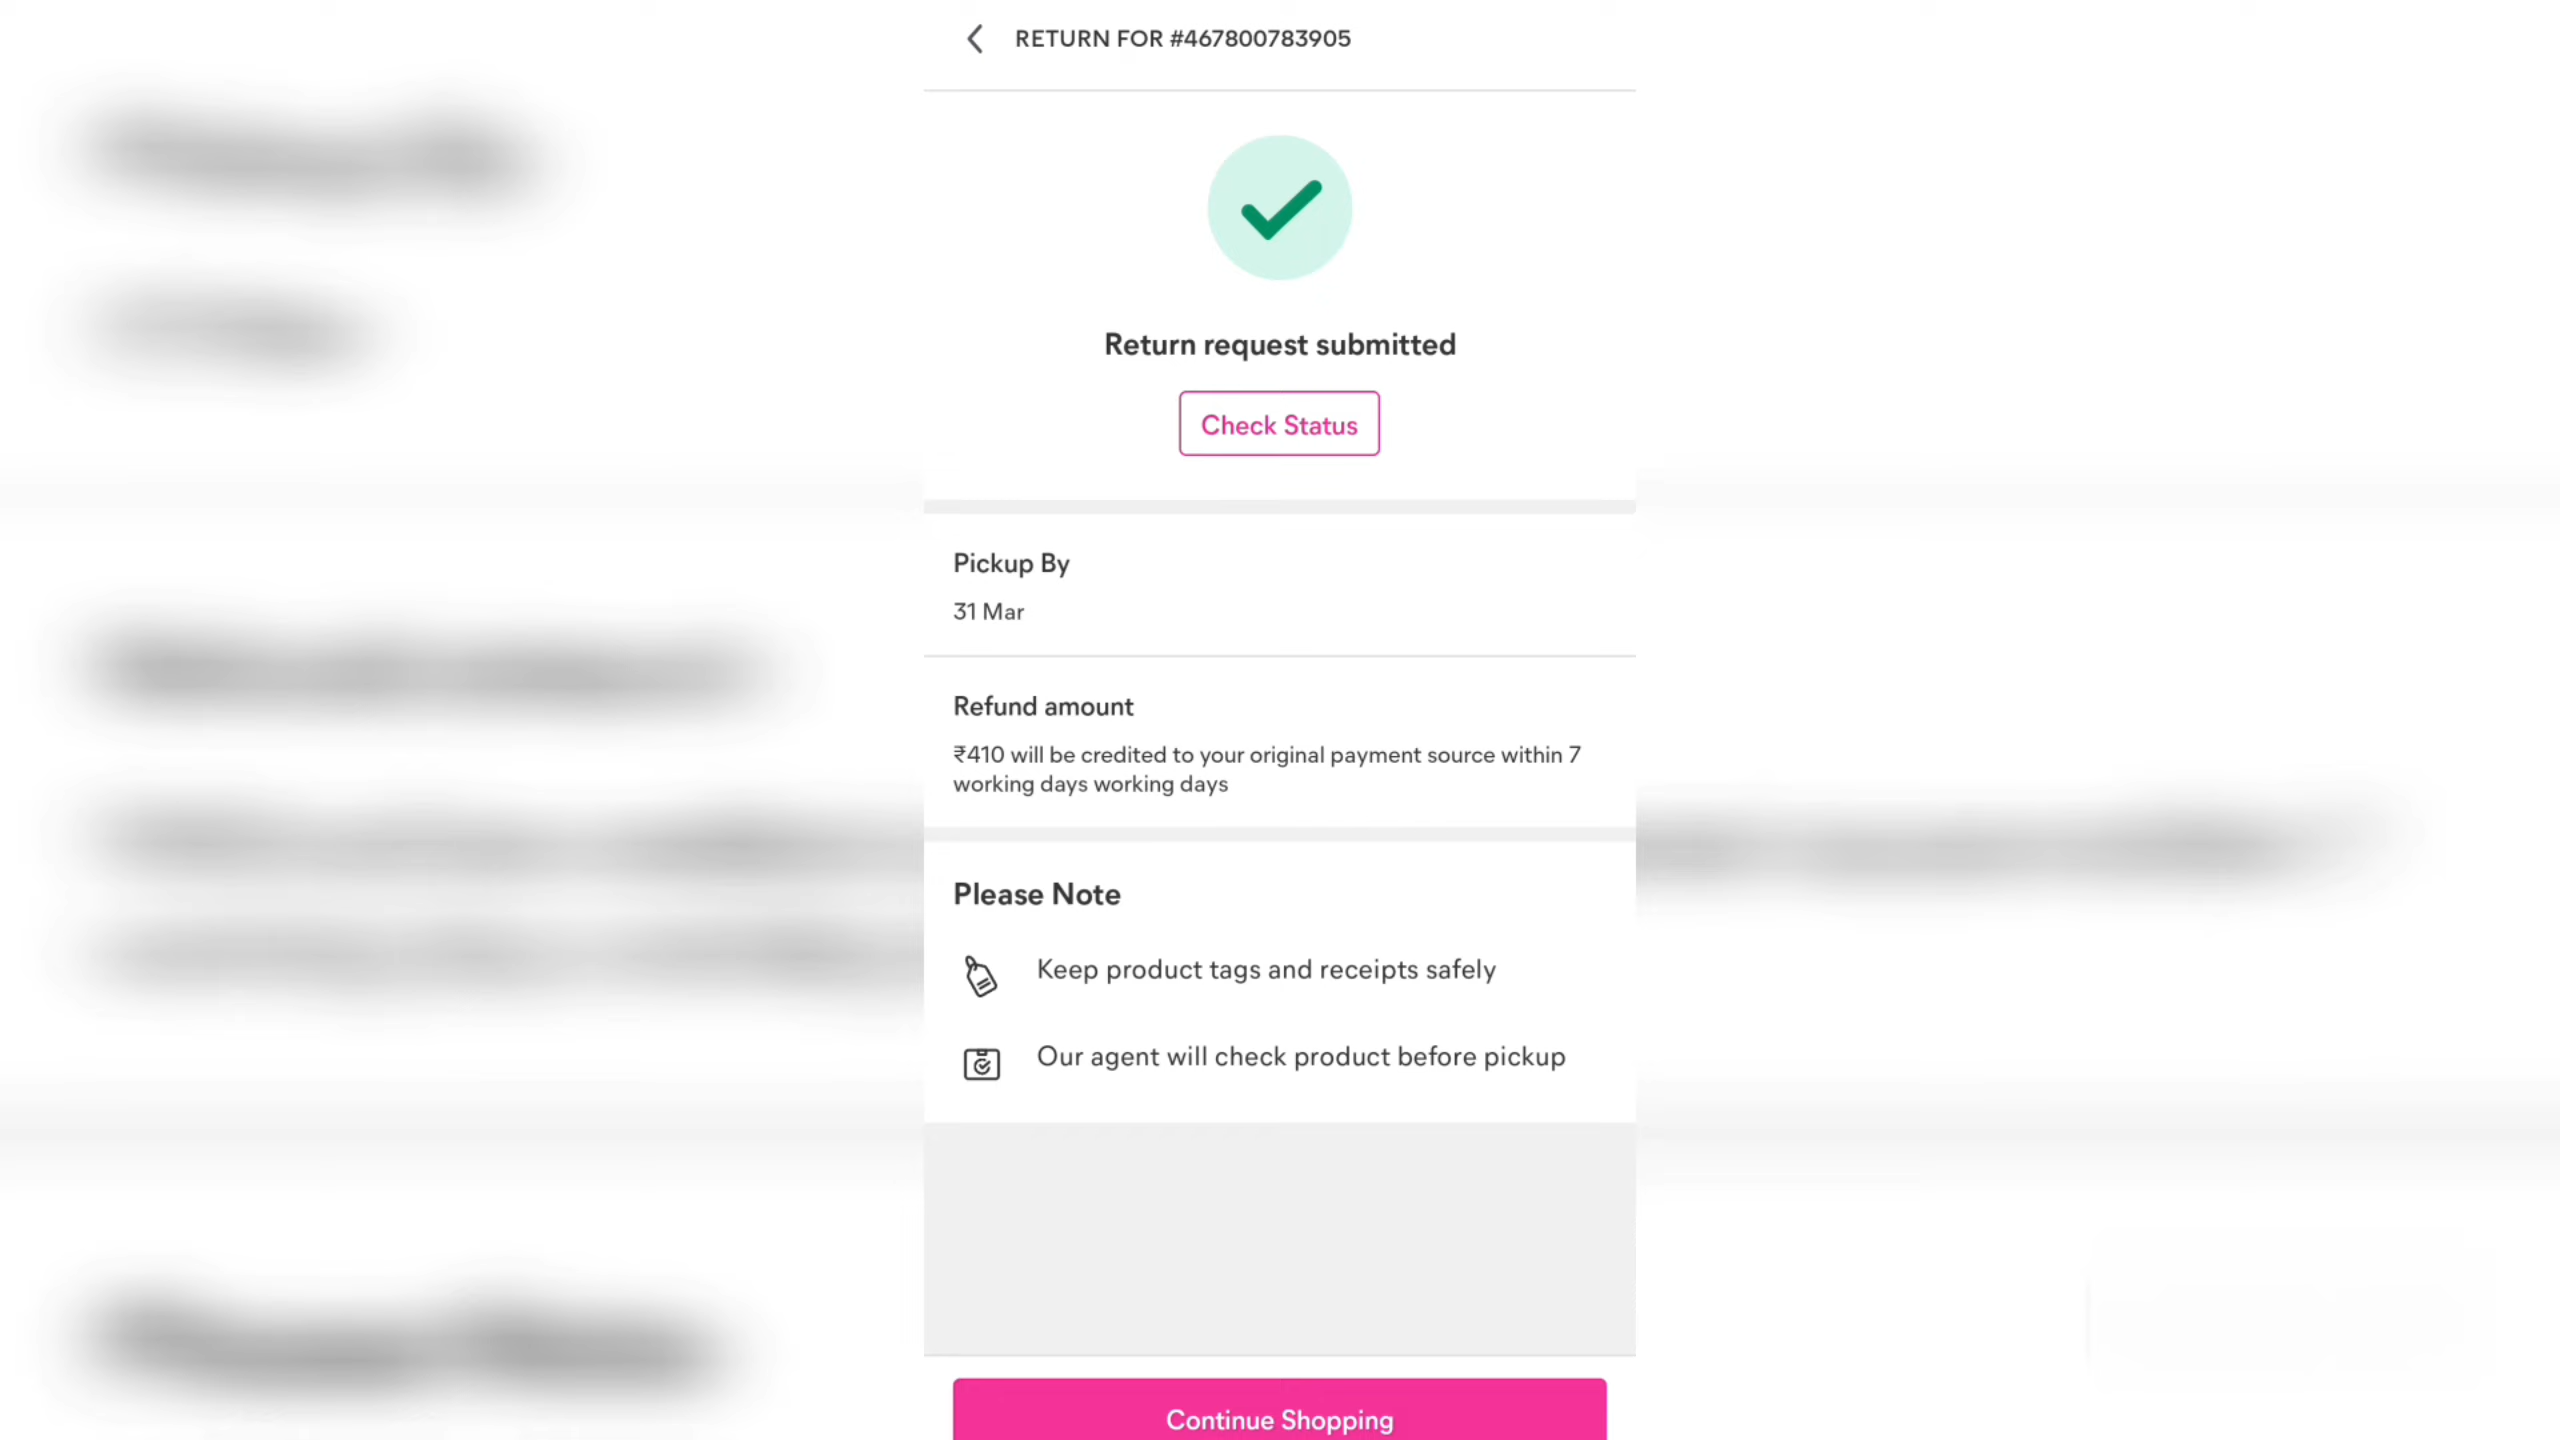 RETURN FOR #467800783905
Return request submitted
Check Status
Pickup By
31 Mar
Refund amount
₹410 will be credited to your original payment source within 7
working days working days
Please Note
Keep product tags and receipts safely
Our agent will check product before pickup
Continue Shopping